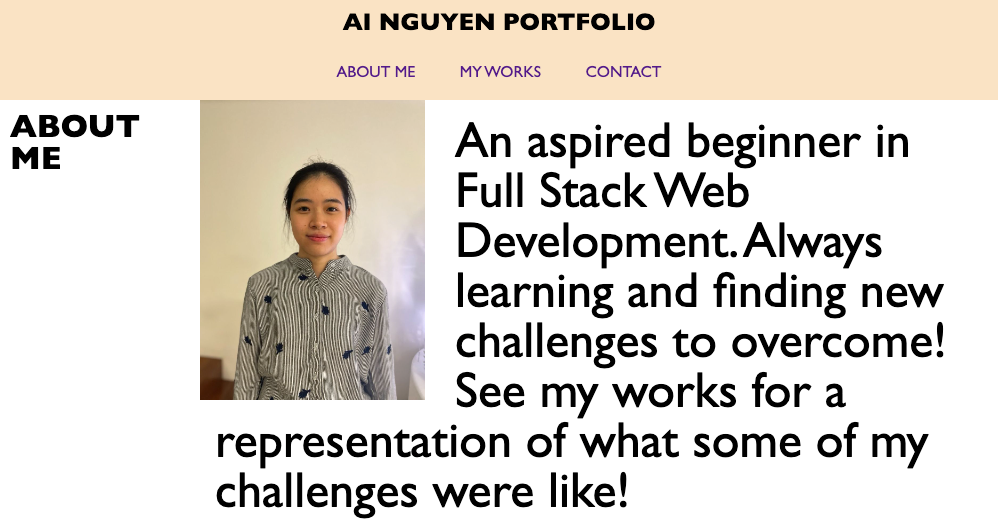 AI NGUYEN PORTFOLIO
ABOUT ME MY WORKS CONTACT
ABOUT
ME
An aspired beginner in
Full Stack Web
Development. Always
learning and finding new
challenges to overcome!
See my works for a
representation of what some of my
challenges were like!